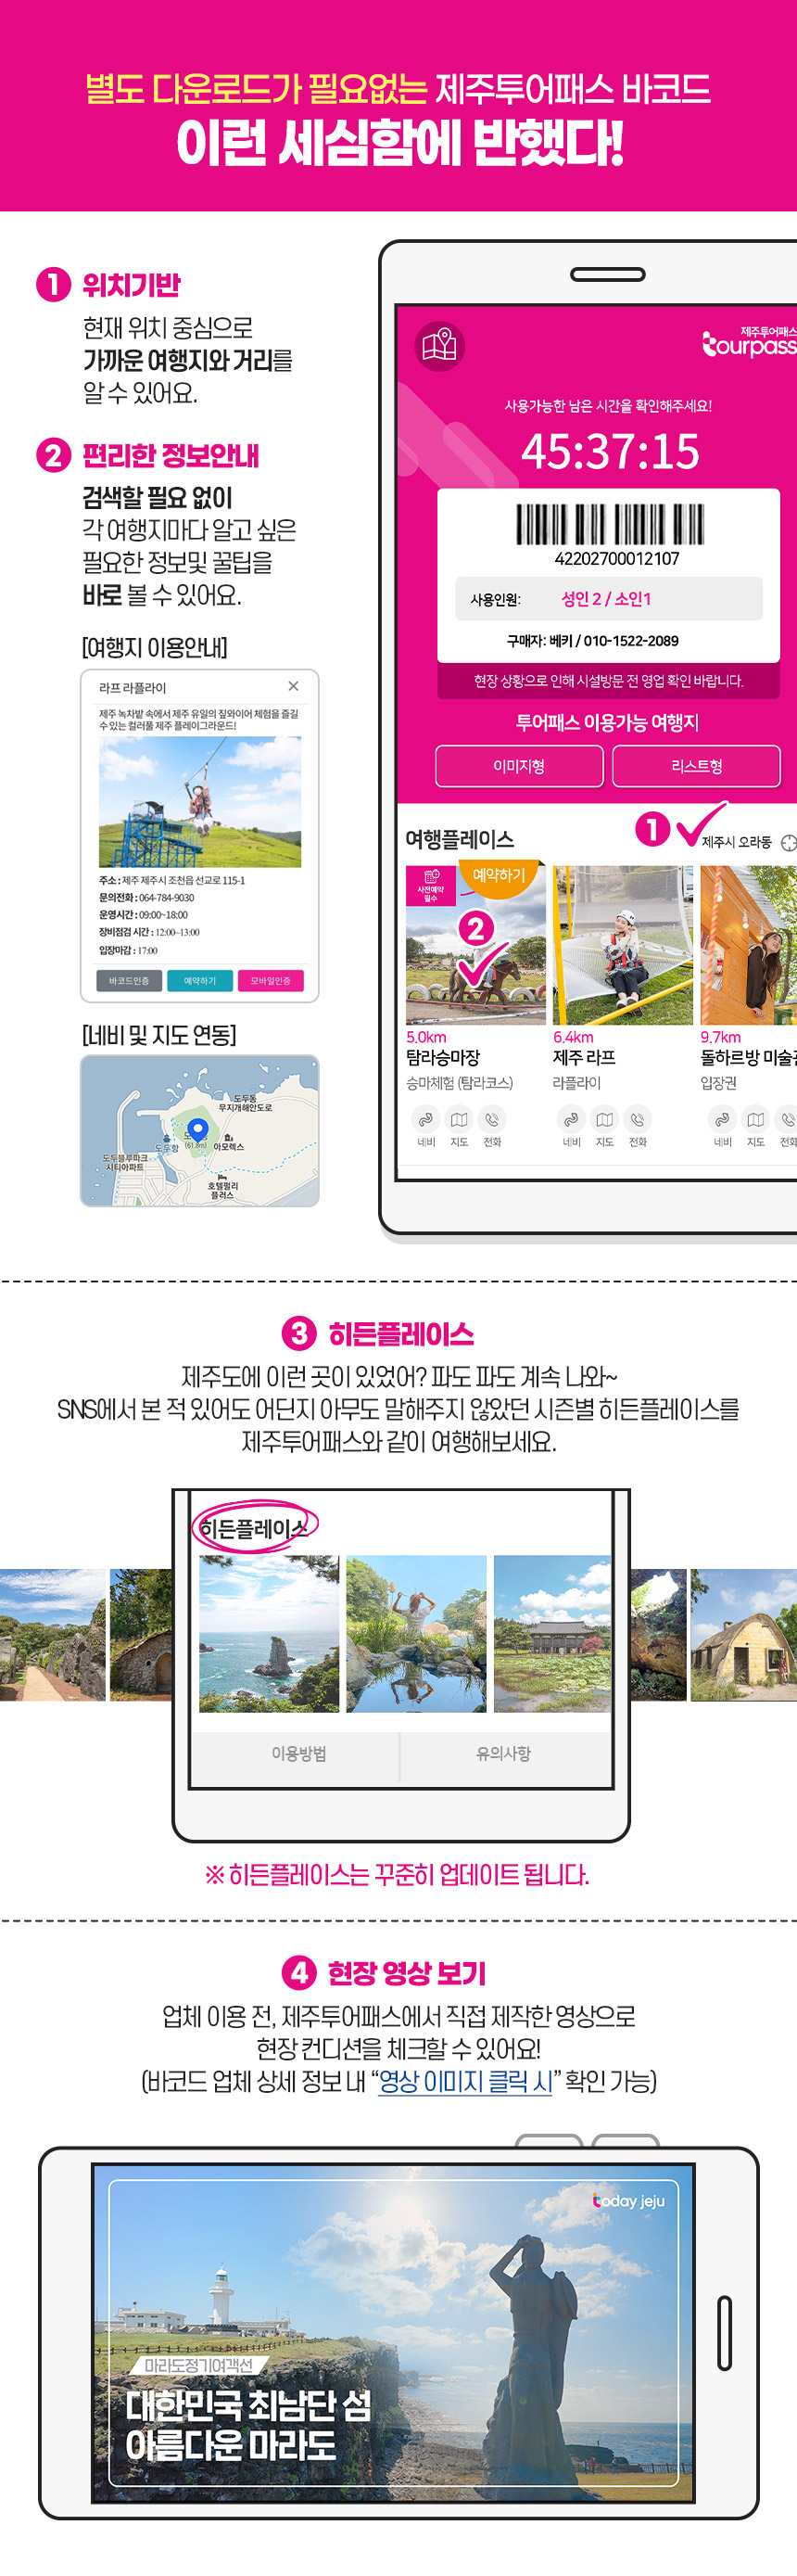 별도 다운로드가 필요없는 제주투어패스 바코드
이런 세심함에 반했다!
1 위치기반
현재 위치 중심으로
가까운 여행지와 거리를
알 수 있어요.
2 편리한 정보안내
검색할 필요 없이
각 여행지마다 알고 싶은
필요한 정보및 꿀팁을
바로 볼 수 있어요.
[여행지 이용안내]
라프 라플라이
제주 녹차밭 속에서 제주 유일의 짚와이어 체험을 즐길
수 있는 컬러풀 제주 플레이그라운드!
주소 : 제주 제주시 조천읍 선교로 115-1
문의전화 : 064-784-9030
운영시간 : 09:00~18:00
장비점검 시간 : 12:00~13:00
입장마감 : 17:00
바코드인증 예약하기 모바일인증
[네비 및 지도 연동]
도두동
무지개해안도로
(61.8m)
도두항
아모렉스
도두블루파크
시티아파트
호텔펄리
플러스
제주투어패스
tourpass
사용가능한 남은 시간을 확인해주세요!
45:37:15
42202700012107
사용인원: 성인 2 / 소인1
구매자: 베키 / 010-1522-2089
현장 상황으로 인해 시설방문 전 영업 확인 바랍니다.
투어패스 이용가능 여행지
이미지형 리스트형
여행플레이스 1 제주시 오라동
사전예약
필수
예약하기
2
5.0km 6.4km 9.7km
탐라승마장 제주 라프 돌하르방 미술
승마체험 (탐라코스) 라플라이 입장권
네비 지도 전화 네비 지도 전화 네비 지도 전화
3 히든플레이스
제주도에 이런 곳이 있었어? 파도 파도 계속 나와~
SNS에서 본 적 있어도 어딘지 아무도 말해주지 않았던 시즌별 히든플레이스를
제주투어패스와 같이 여행해보세요.
히든플레이스
이용방법 유의사항
※ 히든플레이스는 꾸준히 업데이트 됩니다.
4 현장 영상 보기
업체 이용 전, 제주투어패스에서 직접 제작한 영상으로
현장 컨디션을 체크할 수 있어요!
(바코드 업체 상세 정보 내 “영상 이미지 클릭 시” 확인 가능)
today jeju
마라도정기여객선
대한민국 최남단 섬
아름다운 마라도